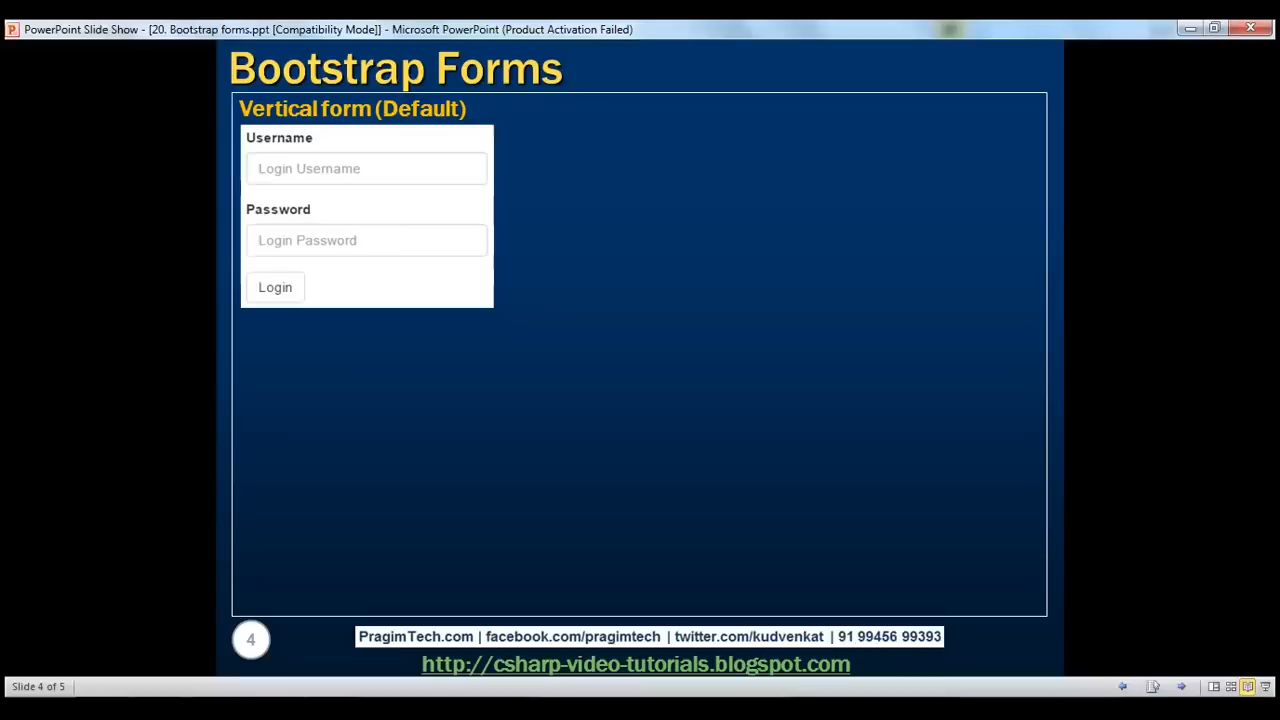 PowerPoint Slide Show - [20. Bootstrap forms.ppt [Compatibility Mode]] - Microsoft PowerPoint (Product Activation Failed)
Bootstrap Forms
Vertical form (Default)
Username
Login Username
Password
Login Password
Login
4
PragimTech.com | facebook.com/pragimtech | twitter.com/kudvenkat | 91 99456 99393
http://csharp-video-tutorials.blogspot.com
Slide 4 of 5